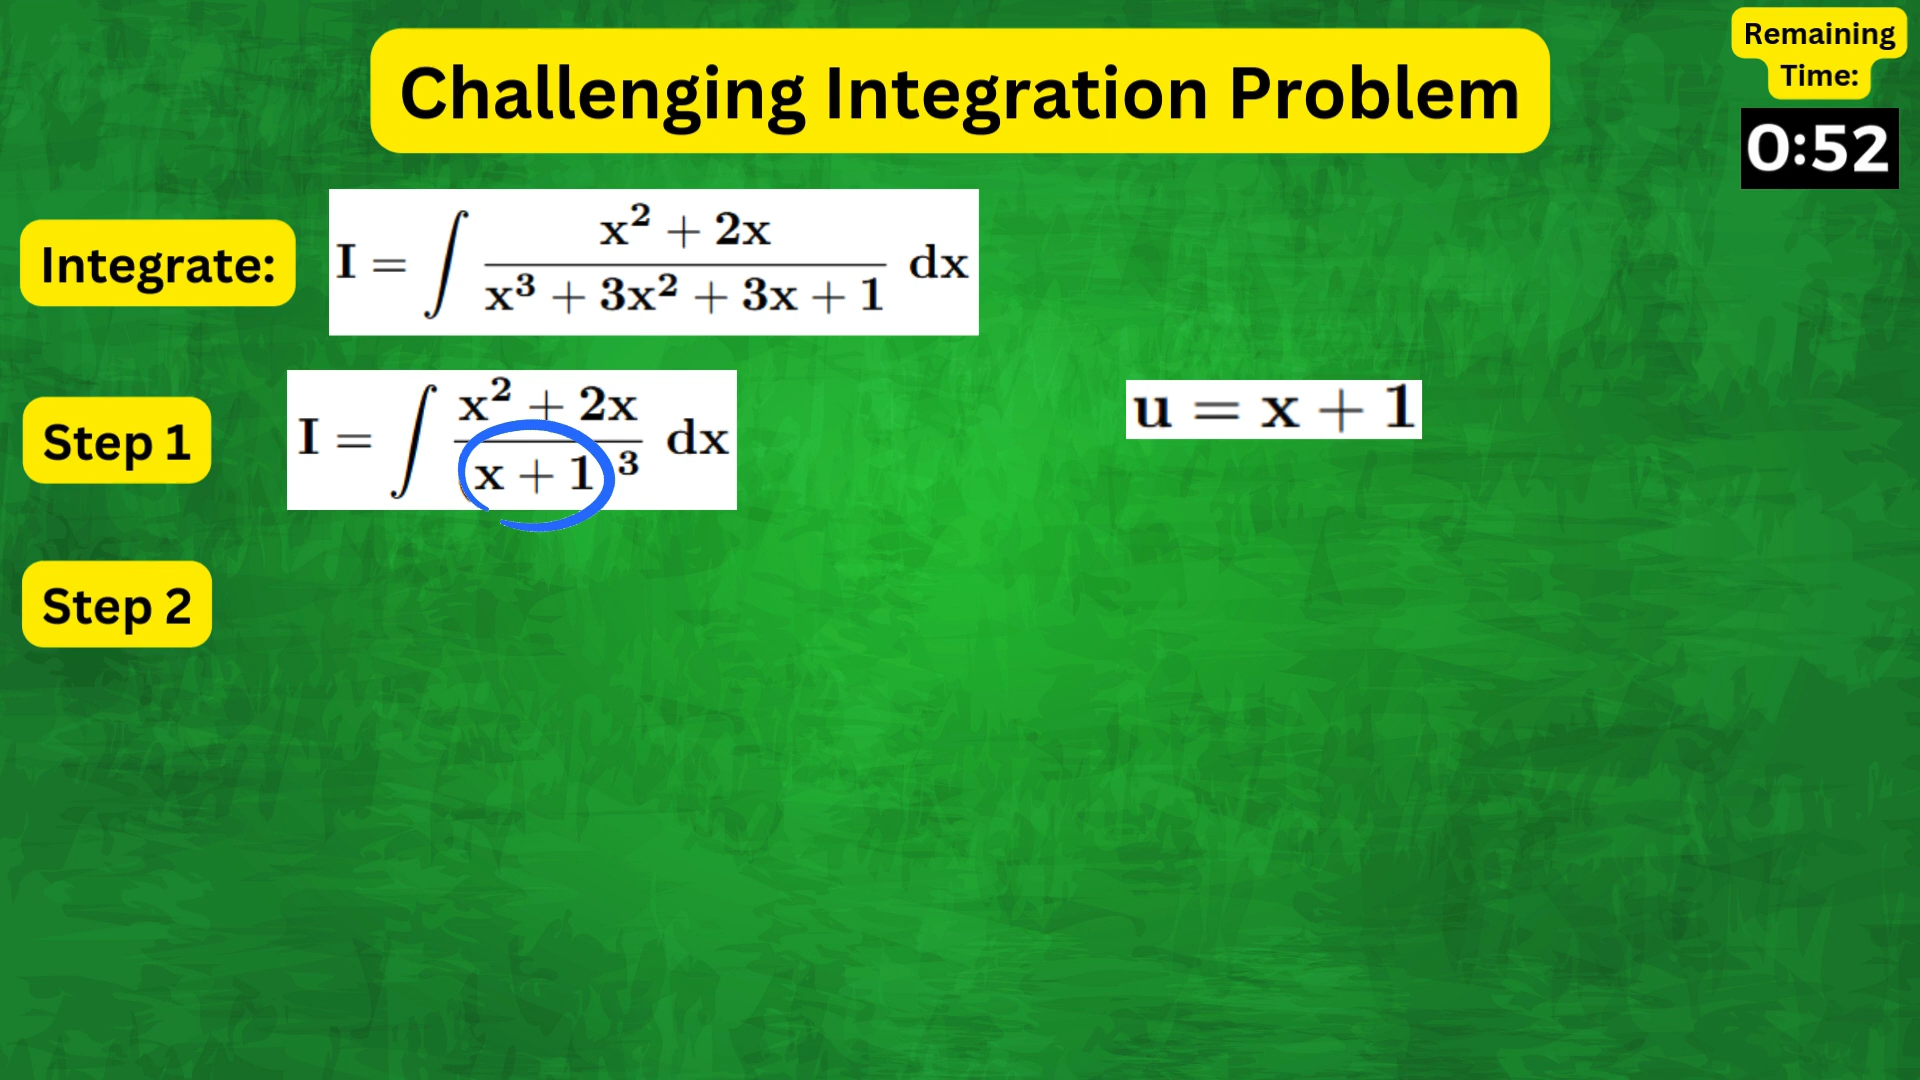 Challenging Integration Problem
Remaining
Time:
0:52
Integrate:
I = ∫ (x² + 2x)/(x³ + 3x² + 3x + 1) dx
Step 1
I = ∫ (x² + 2x)/(x + 1)³ dx
u = x + 1
Step 2